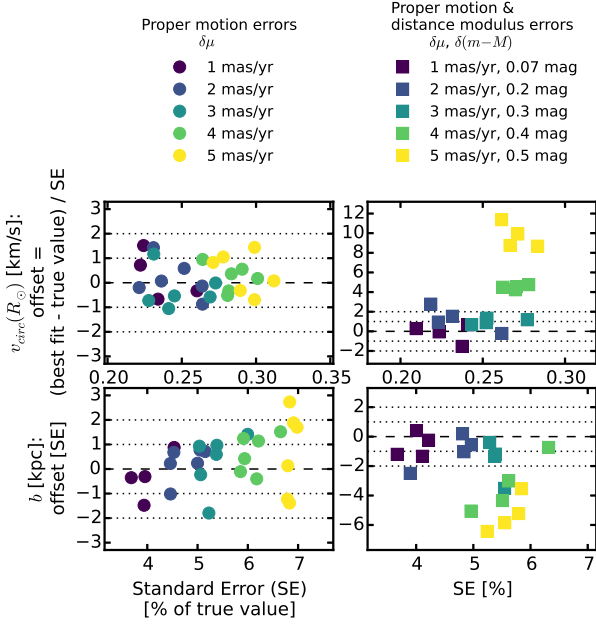 Proper motion errors
δμ
1 mas/yr
2 mas/yr
3 mas/yr
4 mas/yr
5 mas/yr
Proper motion &
distance modulus errors
δμ, δ(m−M)
1 mas/yr, 0.07 mag
2 mas/yr, 0.2 mag
3 mas/yr, 0.3 mag
4 mas/yr, 0.4 mag
5 mas/yr, 0.5 mag
v_circ(R_⊙) [km/s]:
offset =
(best fit - true value) / SE
3
2
1
0
−1
−2
−3
0.20 0.25 0.30 0.35
12
10
8
6
4
2
0
−2
0.20 0.25 0.30
b [kpc]:
offset [SE]
3
2
1
0
−1
−2
−3
4 5 6 7
Standard Error (SE)
[% of true value]
2
0
−2
−4
−6
4 5 6 7
SE [%]